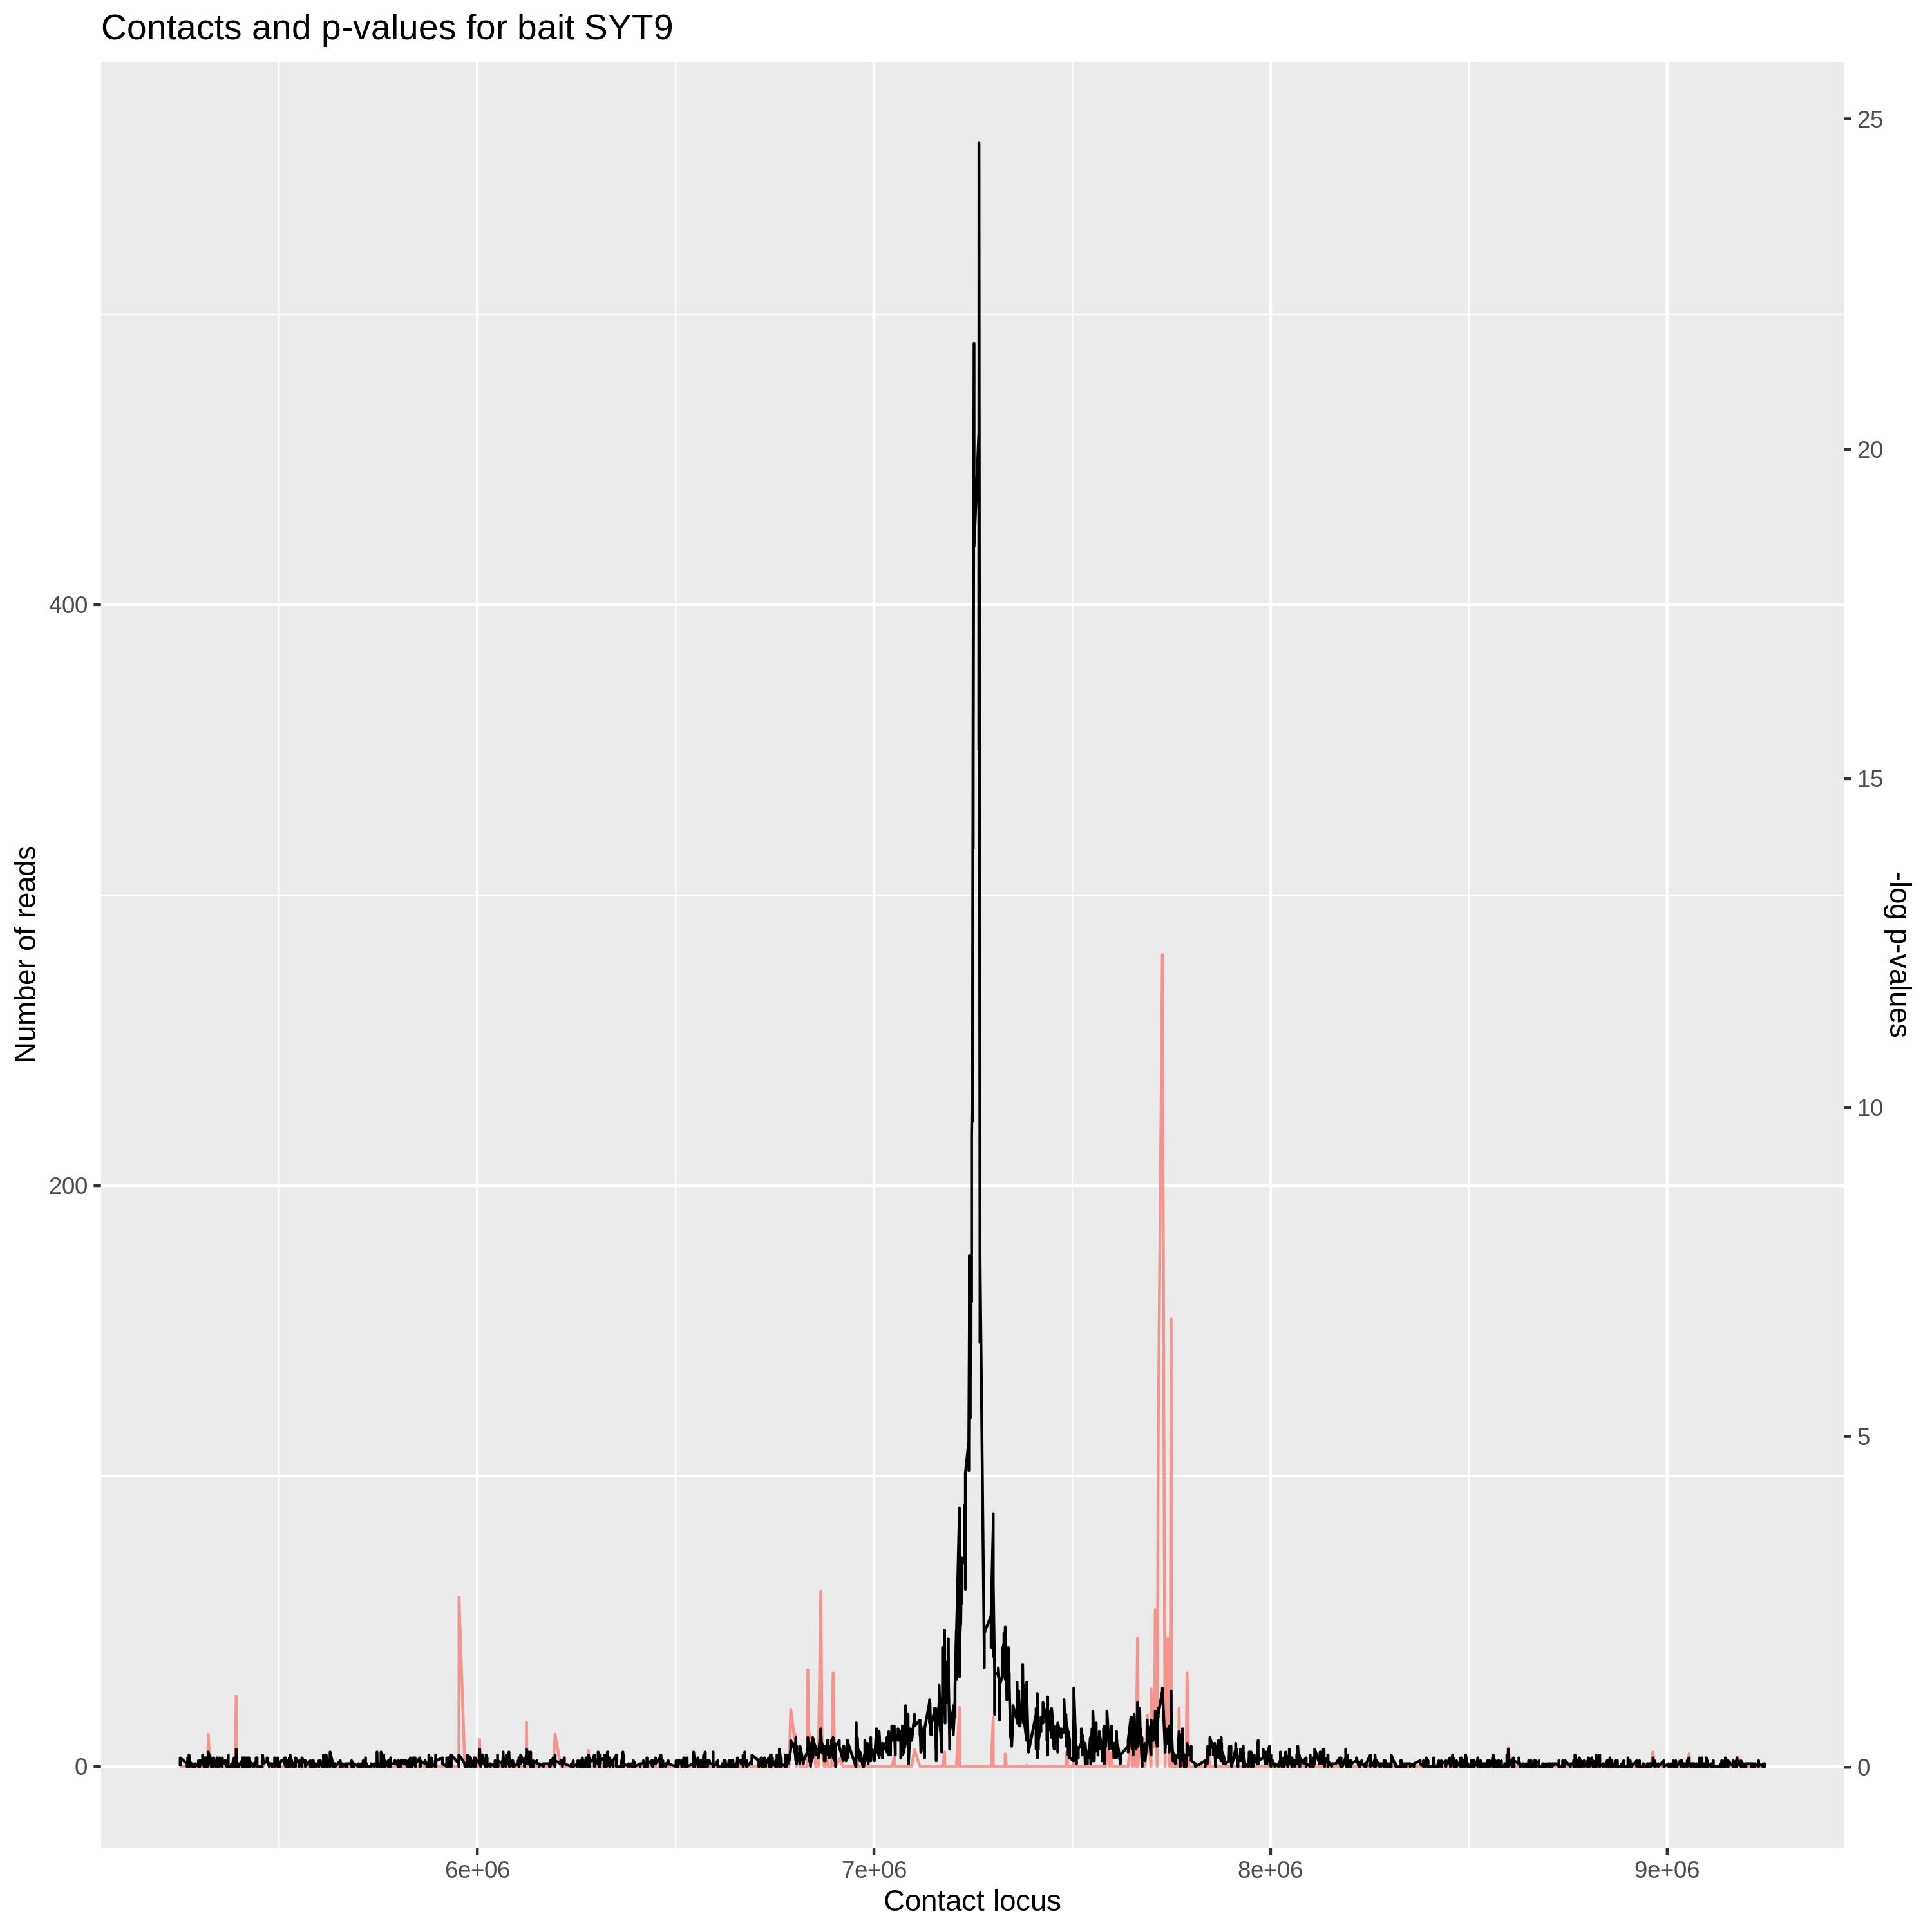 Contacts and p-values for bait SYT9
25
20
400
15
Number of reads
-log p-values
10
200
5
0
0
6e+06
7e+06
8e+06
9e+06
Contact locus